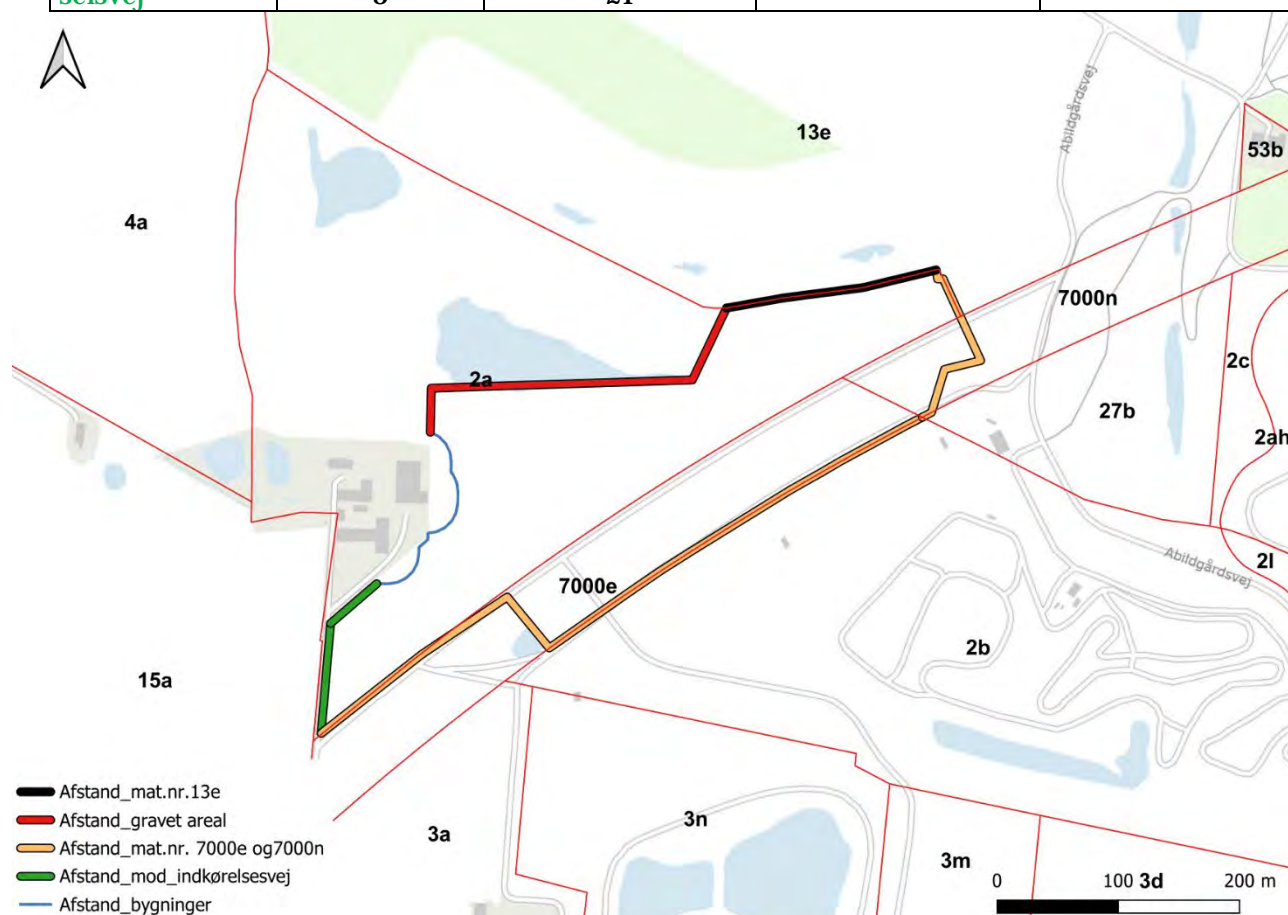 selsvej
13e
Abildgårdsvej
53b
4a
7000n
2c
2a
27b
2ah
Abildgårdsvej
2l
7000e
2b
15a
Afstand_mat.nr.13e
Afstand_gravet areal
Afstand_mat.nr. 7000e og7000n
Afstand_mod_indkørelsesvej
Afstand_bygninger
3a
3n
3m
0 100 3d 200 m